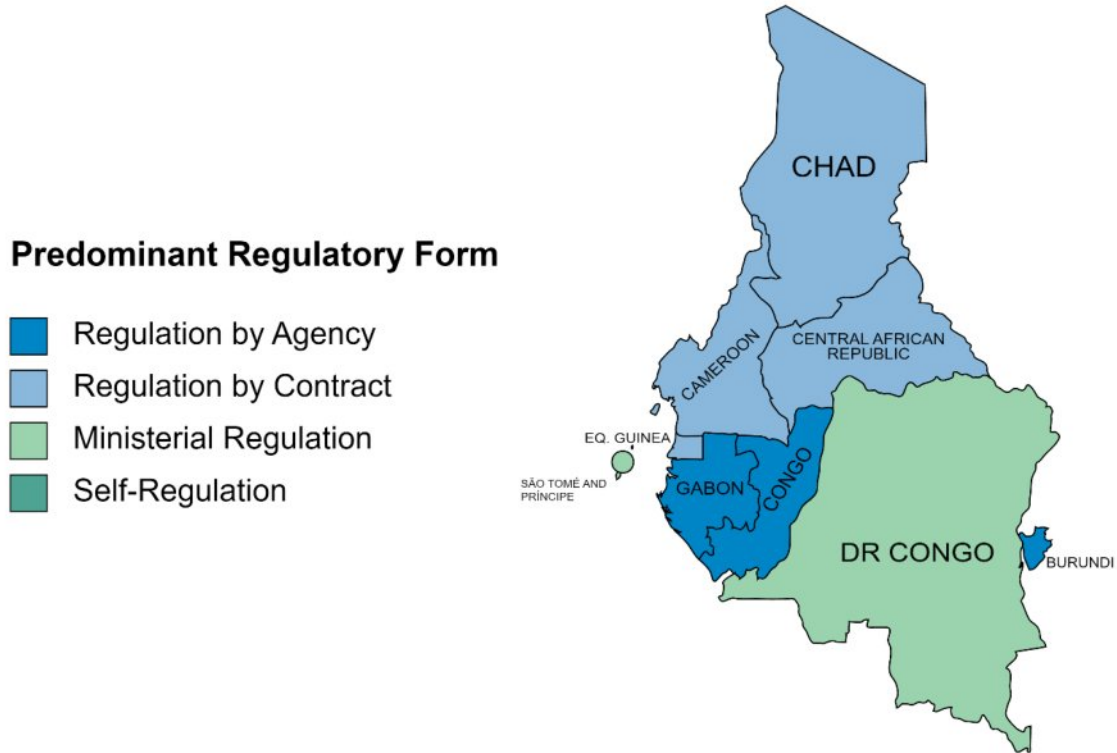 Predominant Regulatory Form
Regulation by Agency
Regulation by Contract
Ministerial Regulation
Self-Regulation
CHAD
CENTRAL AFRICAN
REPUBLIC
CAMEROON
EQ. GUINEA
SÃO TOMÉ AND
PRÍNCIPE
GABON
CONGO
DR CONGO
BURUNDI